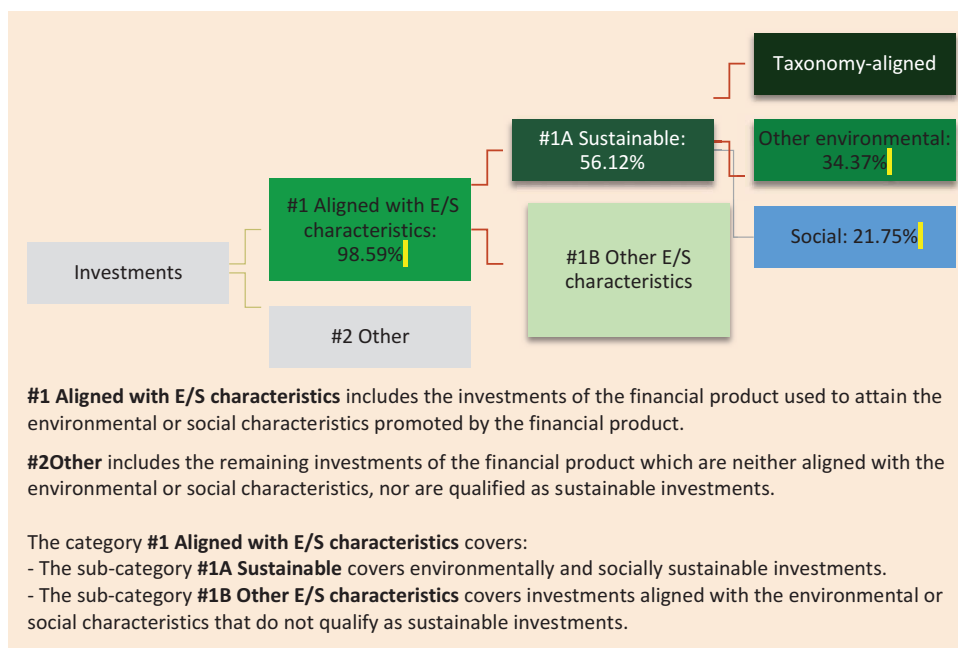 Taxonomy-aligned
#1A Sustainable:
56.12%
Other environmental:
34.37%
#1 Aligned with E/S
characteristics:
98.59%
Social: 21.75%
#1B Other E/S
characteristics
Investments
#2 Other
#1 Aligned with E/S characteristics includes the investments of the financial product used to attain the
environmental or social characteristics promoted by the financial product.
#2Other includes the remaining investments of the financial product which are neither aligned with the
environmental or social characteristics, nor are qualified as sustainable investments.
The category #1 Aligned with E/S characteristics covers:
- The sub-category #1A Sustainable covers environmentally and socially sustainable investments.
- The sub-category #1B Other E/S characteristics covers investments aligned with the environmental or
social characteristics that do not qualify as sustainable investments.